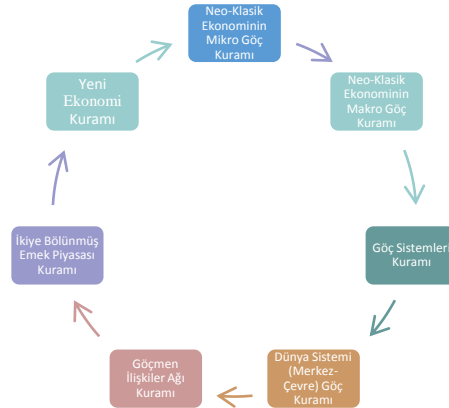 Neo-Klasik
Ekonominin
Mikro Göç
Kuramı
Neo-Klasik
Ekonominin
Makro Göç
Kuramı
Göç Sistemleri
Kuramı
Dünya Sistemi
(Merkez-
Çevre) Göç
Kuramı
Göçmen
İlişkiler Ağı
Kuramı
İkiye Bölünmüş
Emek Piyasası
Kuramı
Yeni
Ekonomi
Kuramı